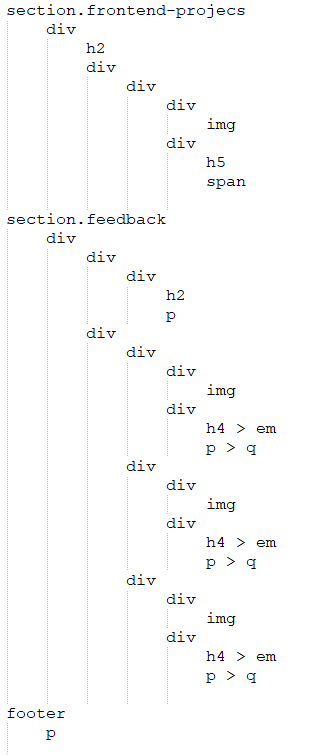 section.frontend-projecs
div
h2
div
div
div
img
div
h5
span
section.feedback
div
div
div
h2
p
div
div
div
img
div
h4 > em
p > q
div
div
img
div
h4 > em
p > q
div
div
img
div
h4 > em
p > q
footer
p